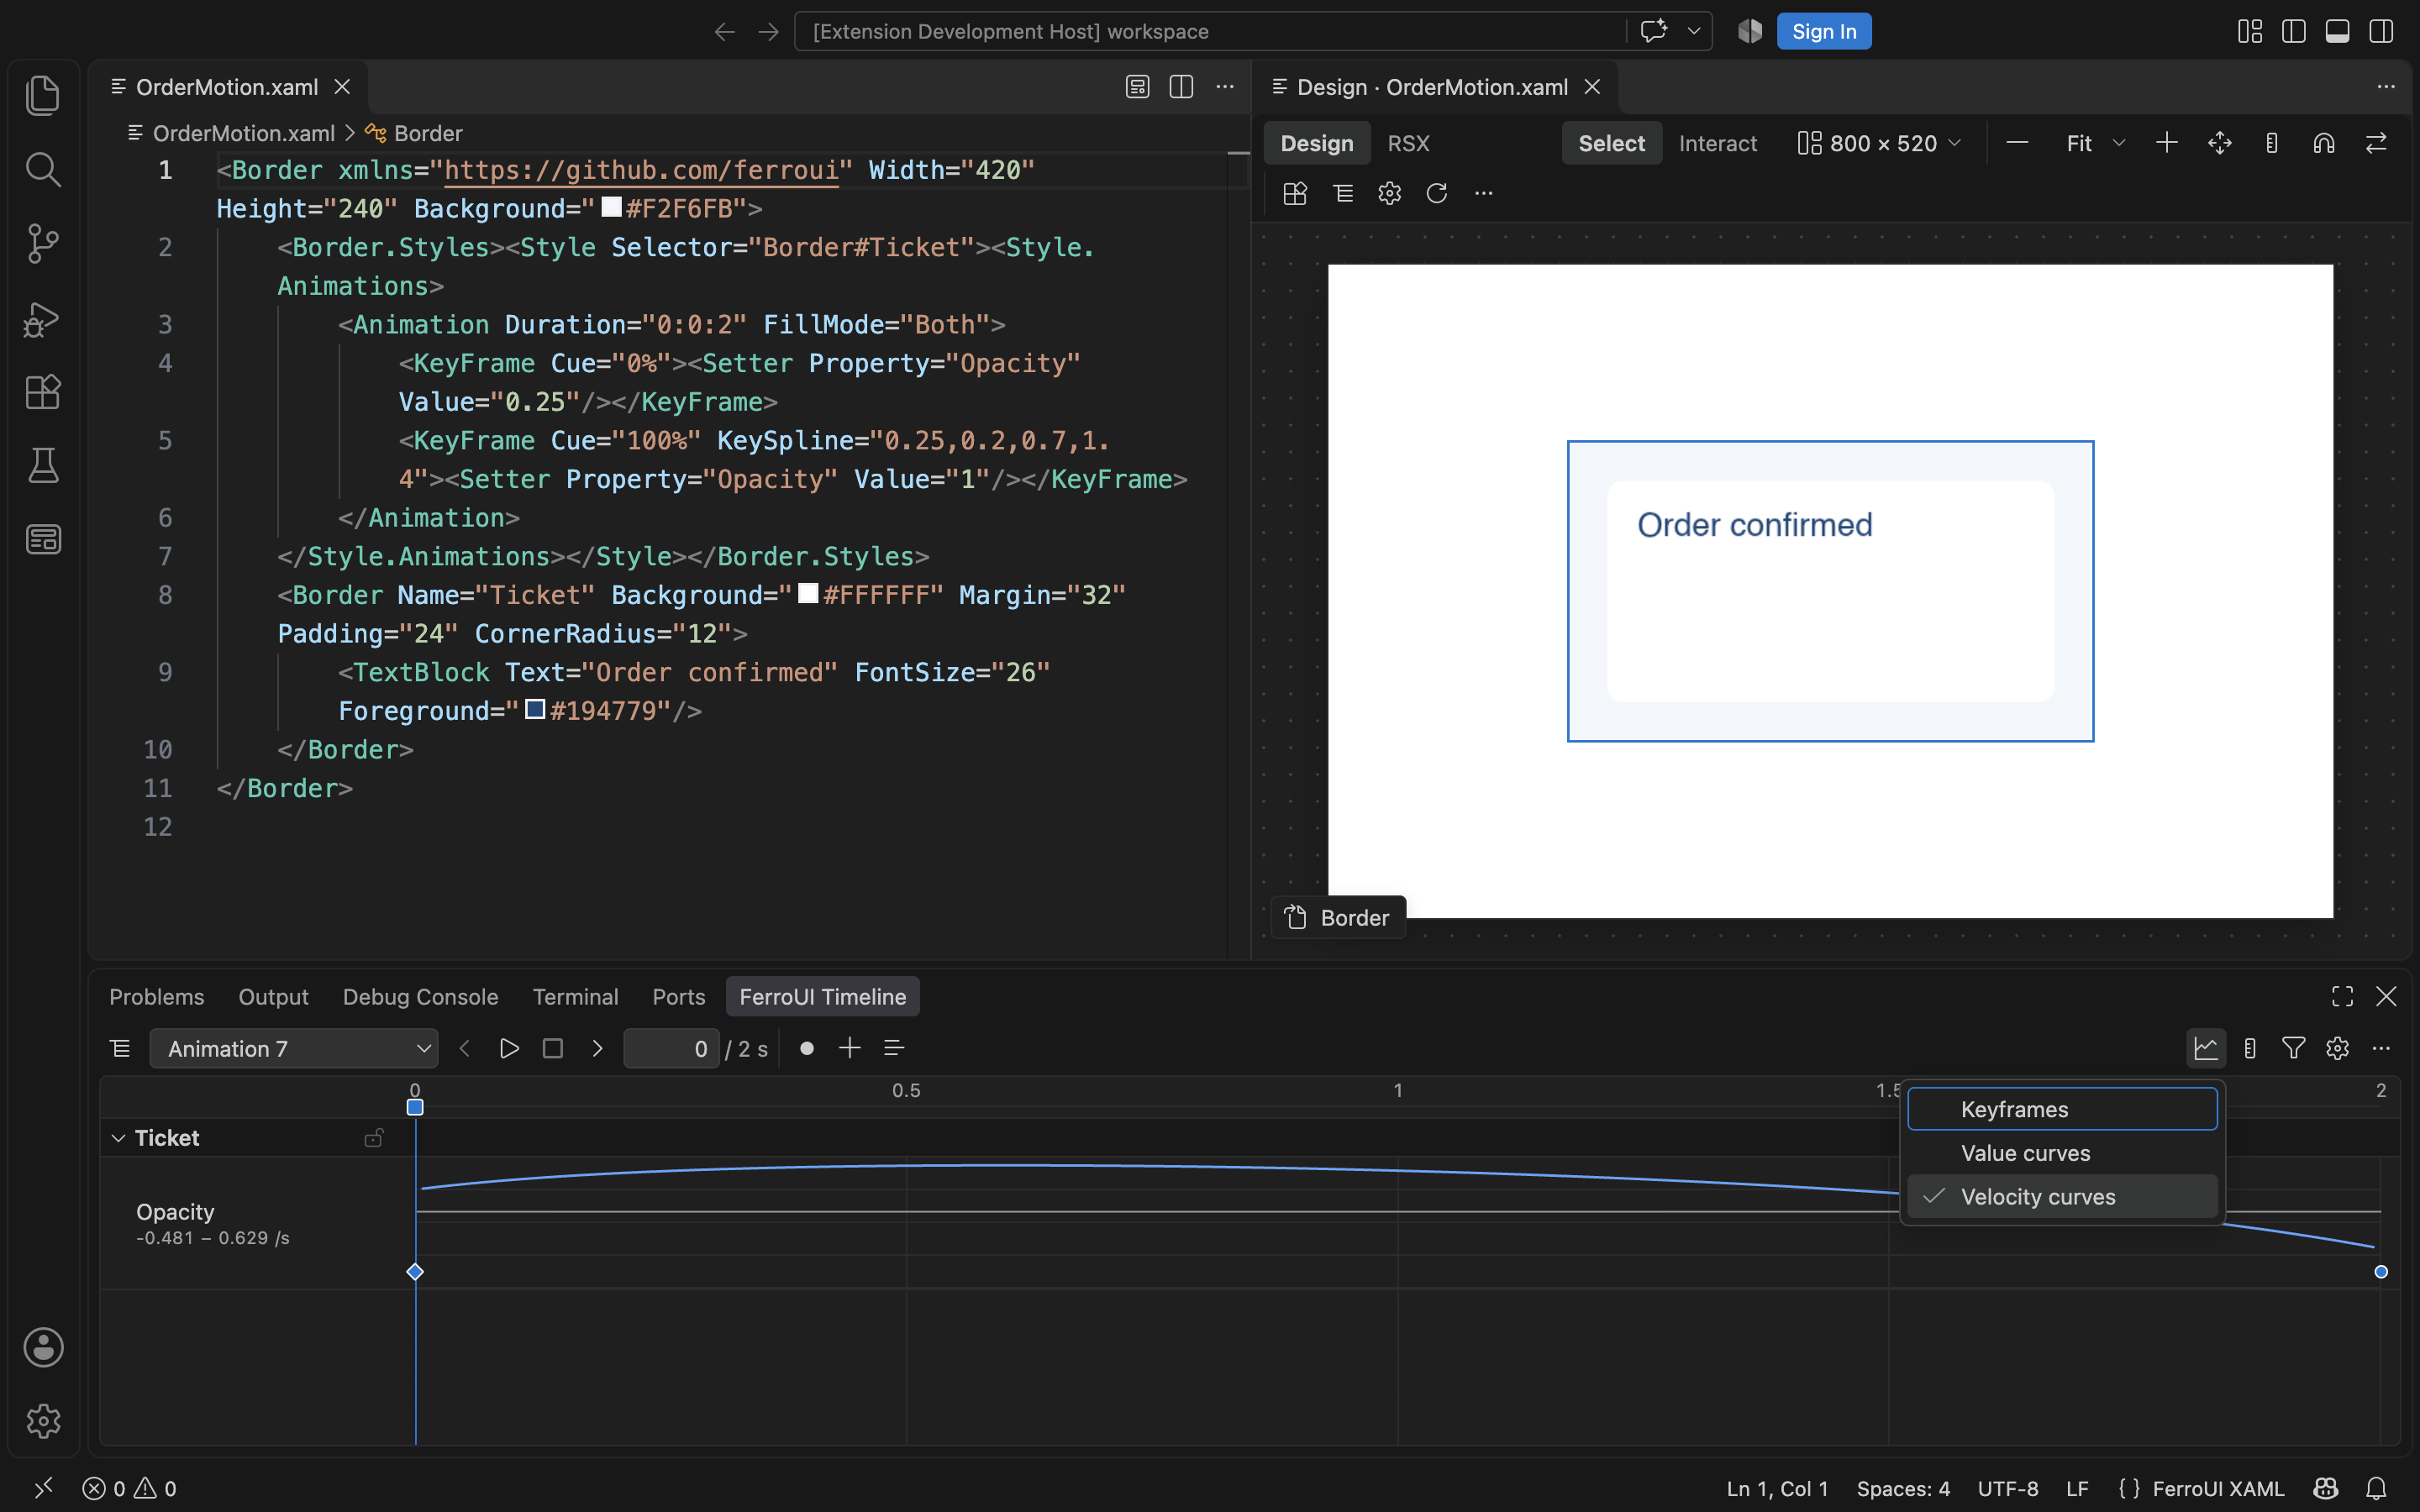 [Extension Development Host] workspace
Sign In
OrderMotion.xaml
OrderMotion.xaml > Border
1 <Border xmlns="https://github.com/ferroui" Width="420"
Height="240" Background="#F2F6FB">
2 <Border.Styles><Style Selector="Border#Ticket"><Style.
Animations>
3 <Animation Duration="0:0:2" FillMode="Both">
4 <KeyFrame Cue="0%"><Setter Property="Opacity"
Value="0.25"/></KeyFrame>
5 <KeyFrame Cue="100%" KeySpline="0.25,0.2,0.7,1.
4"><Setter Property="Opacity" Value="1"/></KeyFrame>
6 </Animation>
7 </Style.Animations></Style></Border.Styles>
8 <Border Name="Ticket" Background="#FFFFFF" Margin="32"
Padding="24" CornerRadius="12">
9 <TextBlock Text="Order confirmed" FontSize="26"
Foreground="#194779"/>
10 </Border>
11 </Border>
12
Design · OrderMotion.xaml
Design RSX Select Interact 800 × 520 Fit
Order confirmed
Border
Problems Output Debug Console Terminal Ports FerroUI Timeline
Animation 7 0 / 2 s
0 0.5 1 1.5 2
Ticket
Opacity
-0.481 – 0.629 /s
Keyframes
Value curves
Velocity curves
0 0
Ln 1, Col 1 Spaces: 4 UTF-8 LF { } FerroUI XAML